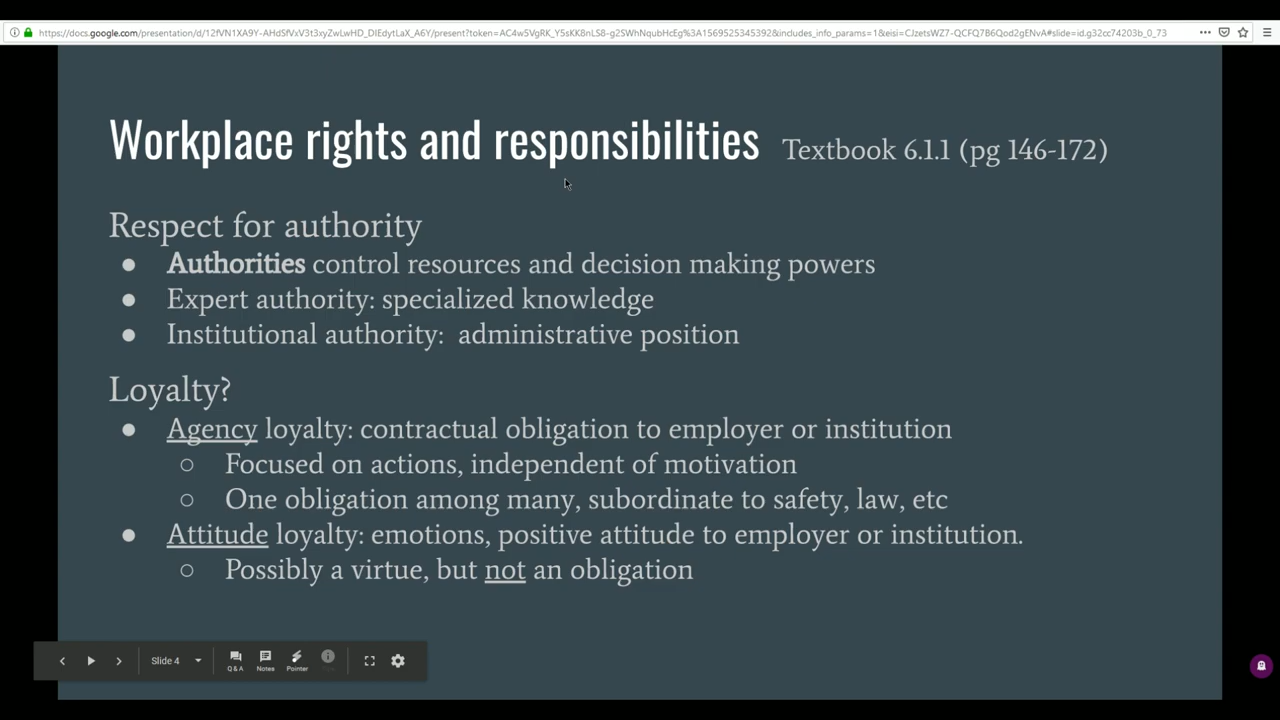 https://docs.google.com/presentation/d/12fVN1XA9Y-AHdSfVxV3t3xyZwLwHD_DIEdytLaX_A6Y/present?token=AC4w5VgRK_Y5sKK8nLS8-g2SWhNqubHcEg%3A1569525345392&includes_info_params=1&eisi=CJzetsWZ7-QCFQ7B6Qod2gENvA#slide=id.g32cc74203b_0_73
Workplace rights and responsibilities Textbook 6.1.1 (pg 146-172)
Respect for authority
● Authorities control resources and decision making powers
● Expert authority: specialized knowledge
● Institutional authority: administrative position
Loyalty?
● Agency loyalty: contractual obligation to employer or institution
○ Focused on actions, independent of motivation
○ One obligation among many, subordinate to safety, law, etc
● Attitude loyalty: emotions, positive attitude to employer or institution.
○ Possibly a virtue, but not an obligation
Slide 4 Q & A Notes Pointer